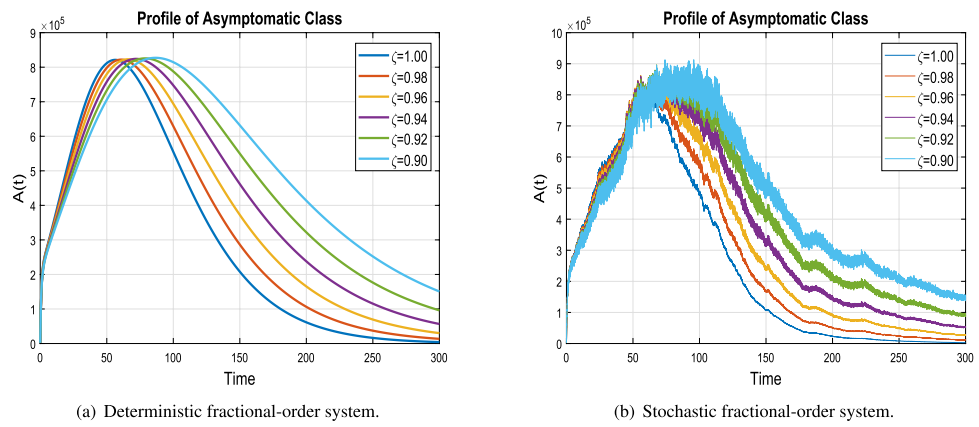 Profile of Asymptomatic Class
×10⁵
9
8
7
6
5
4
3
2
1
0
A(t)
0 50 100 150 200 250 300
Time
ζ=1.00
ζ=0.98
ζ=0.96
ζ=0.94
ζ=0.92
ζ=0.90
(a) Deterministic fractional-order system.
Profile of Asymptomatic Class
×10⁵
10
9
8
7
6
5
4
3
2
1
0
A(t)
0 50 100 150 200 250 300
Time
ζ=1.00
ζ=0.98
ζ=0.96
ζ=0.94
ζ=0.92
ζ=0.90
(b) Stochastic fractional-order system.